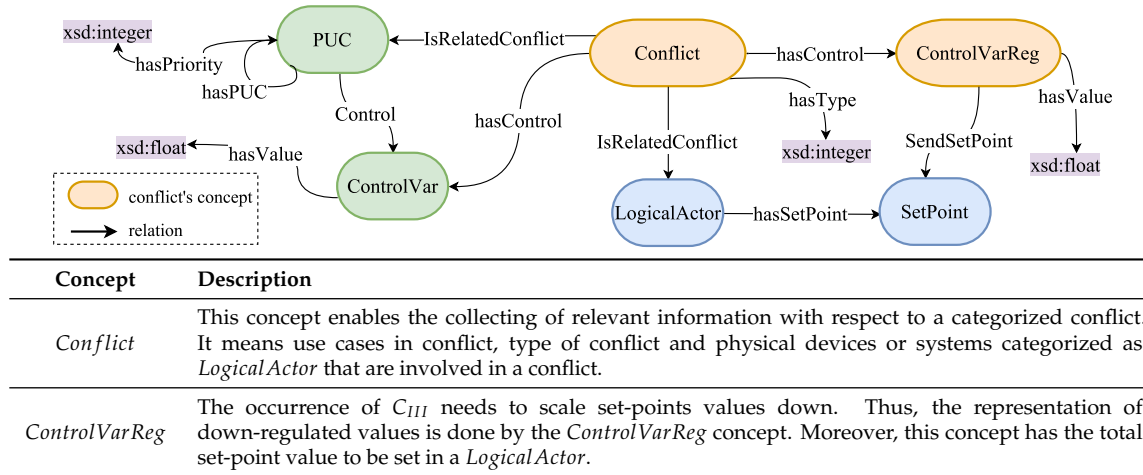 xsd:integer
PUC
IsRelatedConflict
Conflict
hasControl
ControlVarReg
hasPriority
hasPUC
hasType
hasValue
Control
hasControl
IsRelatedConflict
SendSetPoint
xsd:float
hasValue
xsd:integer
xsd:float
ControlVar
conflict's concept
LogicalActor
hasSetPoint
SetPoint
relation
Concept Description
Conflict
This concept enables the collecting of relevant information with respect to a categorized conflict.
It means use cases in conflict, type of conflict and physical devices or systems categorized as
LogicalActor that are involved in a conflict.
ControlVarReg
The occurrence of C_III needs to scale set-points values down. Thus, the representation of
down-regulated values is done by the ControlVarReg concept. Moreover, this concept has the total
set-point value to be set in a LogicalActor.